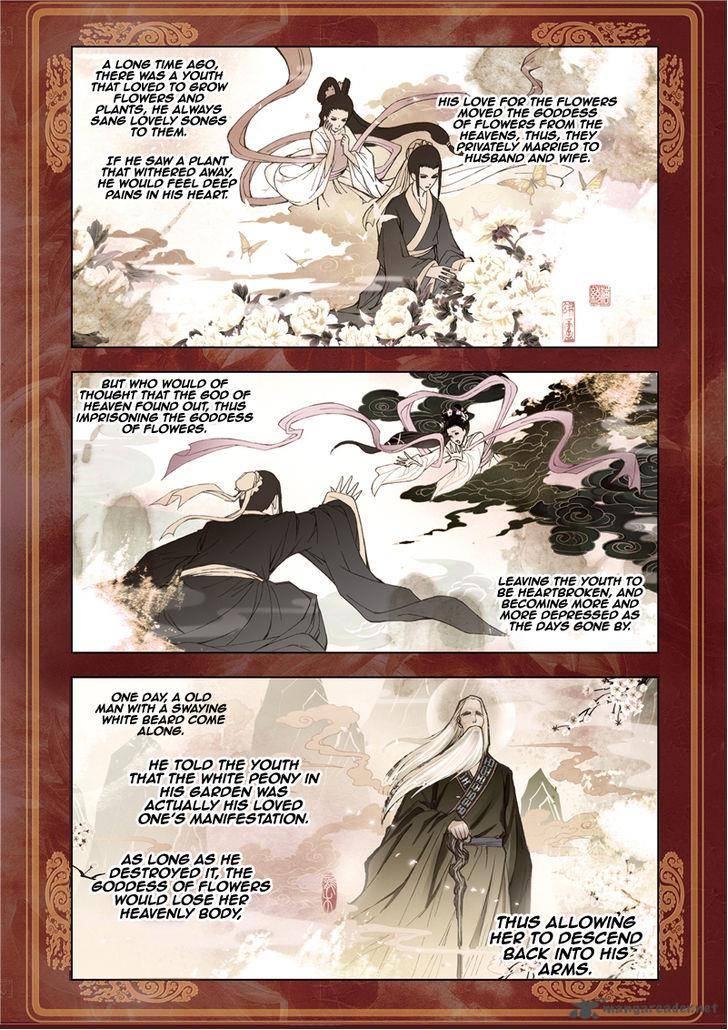 A LONG TIME AGO,
THERE WAS A YOUTH
THAT LOVED TO GROW
FLOWERS AND
PLANTS, HE ALWAYS
SANG LOVELY SONGS
TO THEM.
IF HE SAW A PLANT
THAT WITHERED AWAY,
HE WOULD FEEL DEEP
PAINS IN HIS HEART.
HIS LOVE FOR THE FLOWERS
MOVED THE GODDESS
OF FLOWERS FROM THE
HEAVENS, THUS, THEY
PRIVATELY MARRIED TO
HUSBAND AND WIFE.
BUT WHO WOULD OF
THOUGHT THAT THE GOD OF
HEAVEN FOUND OUT, THUS
IMPRISONING THE GODDESS
OF FLOWERS.
LEAVING THE YOUTH TO
BE HEARTBROKEN, AND
BECOMING MORE AND
MORE DEPRESSED AS
THE DAYS GONE BY.
ONE DAY, A OLD
MAN WITH A SWAYING
WHITE BEARD COME
ALONG.
HE TOLD THE YOUTH
THAT THE WHITE PEONY IN
HIS GARDEN WAS
ACTUALLY HIS LOVED
ONE'S MANIFESTATION.
AS LONG AS HE
DESTROYED IT, THE
GODDESS OF FLOWERS
WOULD LOSE HER
HEAVENLY BODY,
THUS ALLOWING
HER TO DESCEND
BACK INTO HIS
ARMS.
mangareader.net